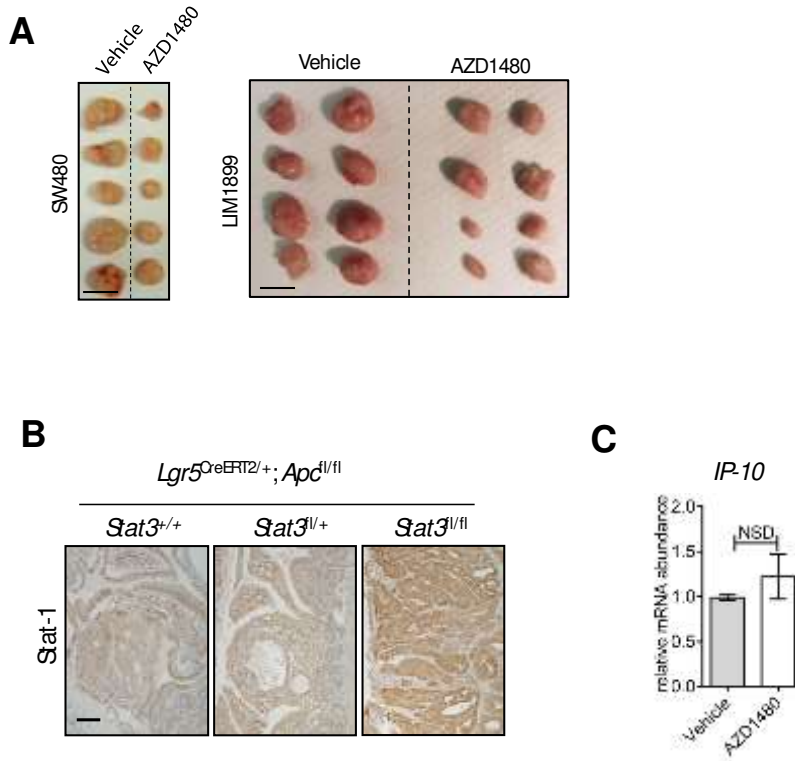 A
Vehicle AZD1480
SW480
Vehicle AZD1480
LIM1899
B
Lgr5CreERT2/+; Apcfl/fl
Stat3+/+ Stat3fl/+ Stat3fl/fl
Stat-1
C
IP-10
relative mRNA abundance
2.0
1.5
1.0
0.5
0.0
NSD
Vehicle
AZD1480